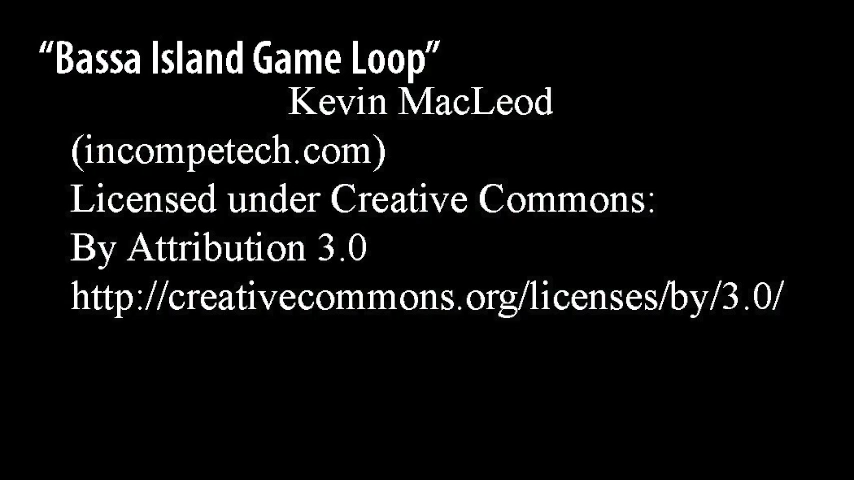 “Bassa Island Game Loop”
Kevin MacLeod
(incompetech.com)
Licensed under Creative Commons:
By Attribution 3.0
http://creativecommons.org/licenses/by/3.0/